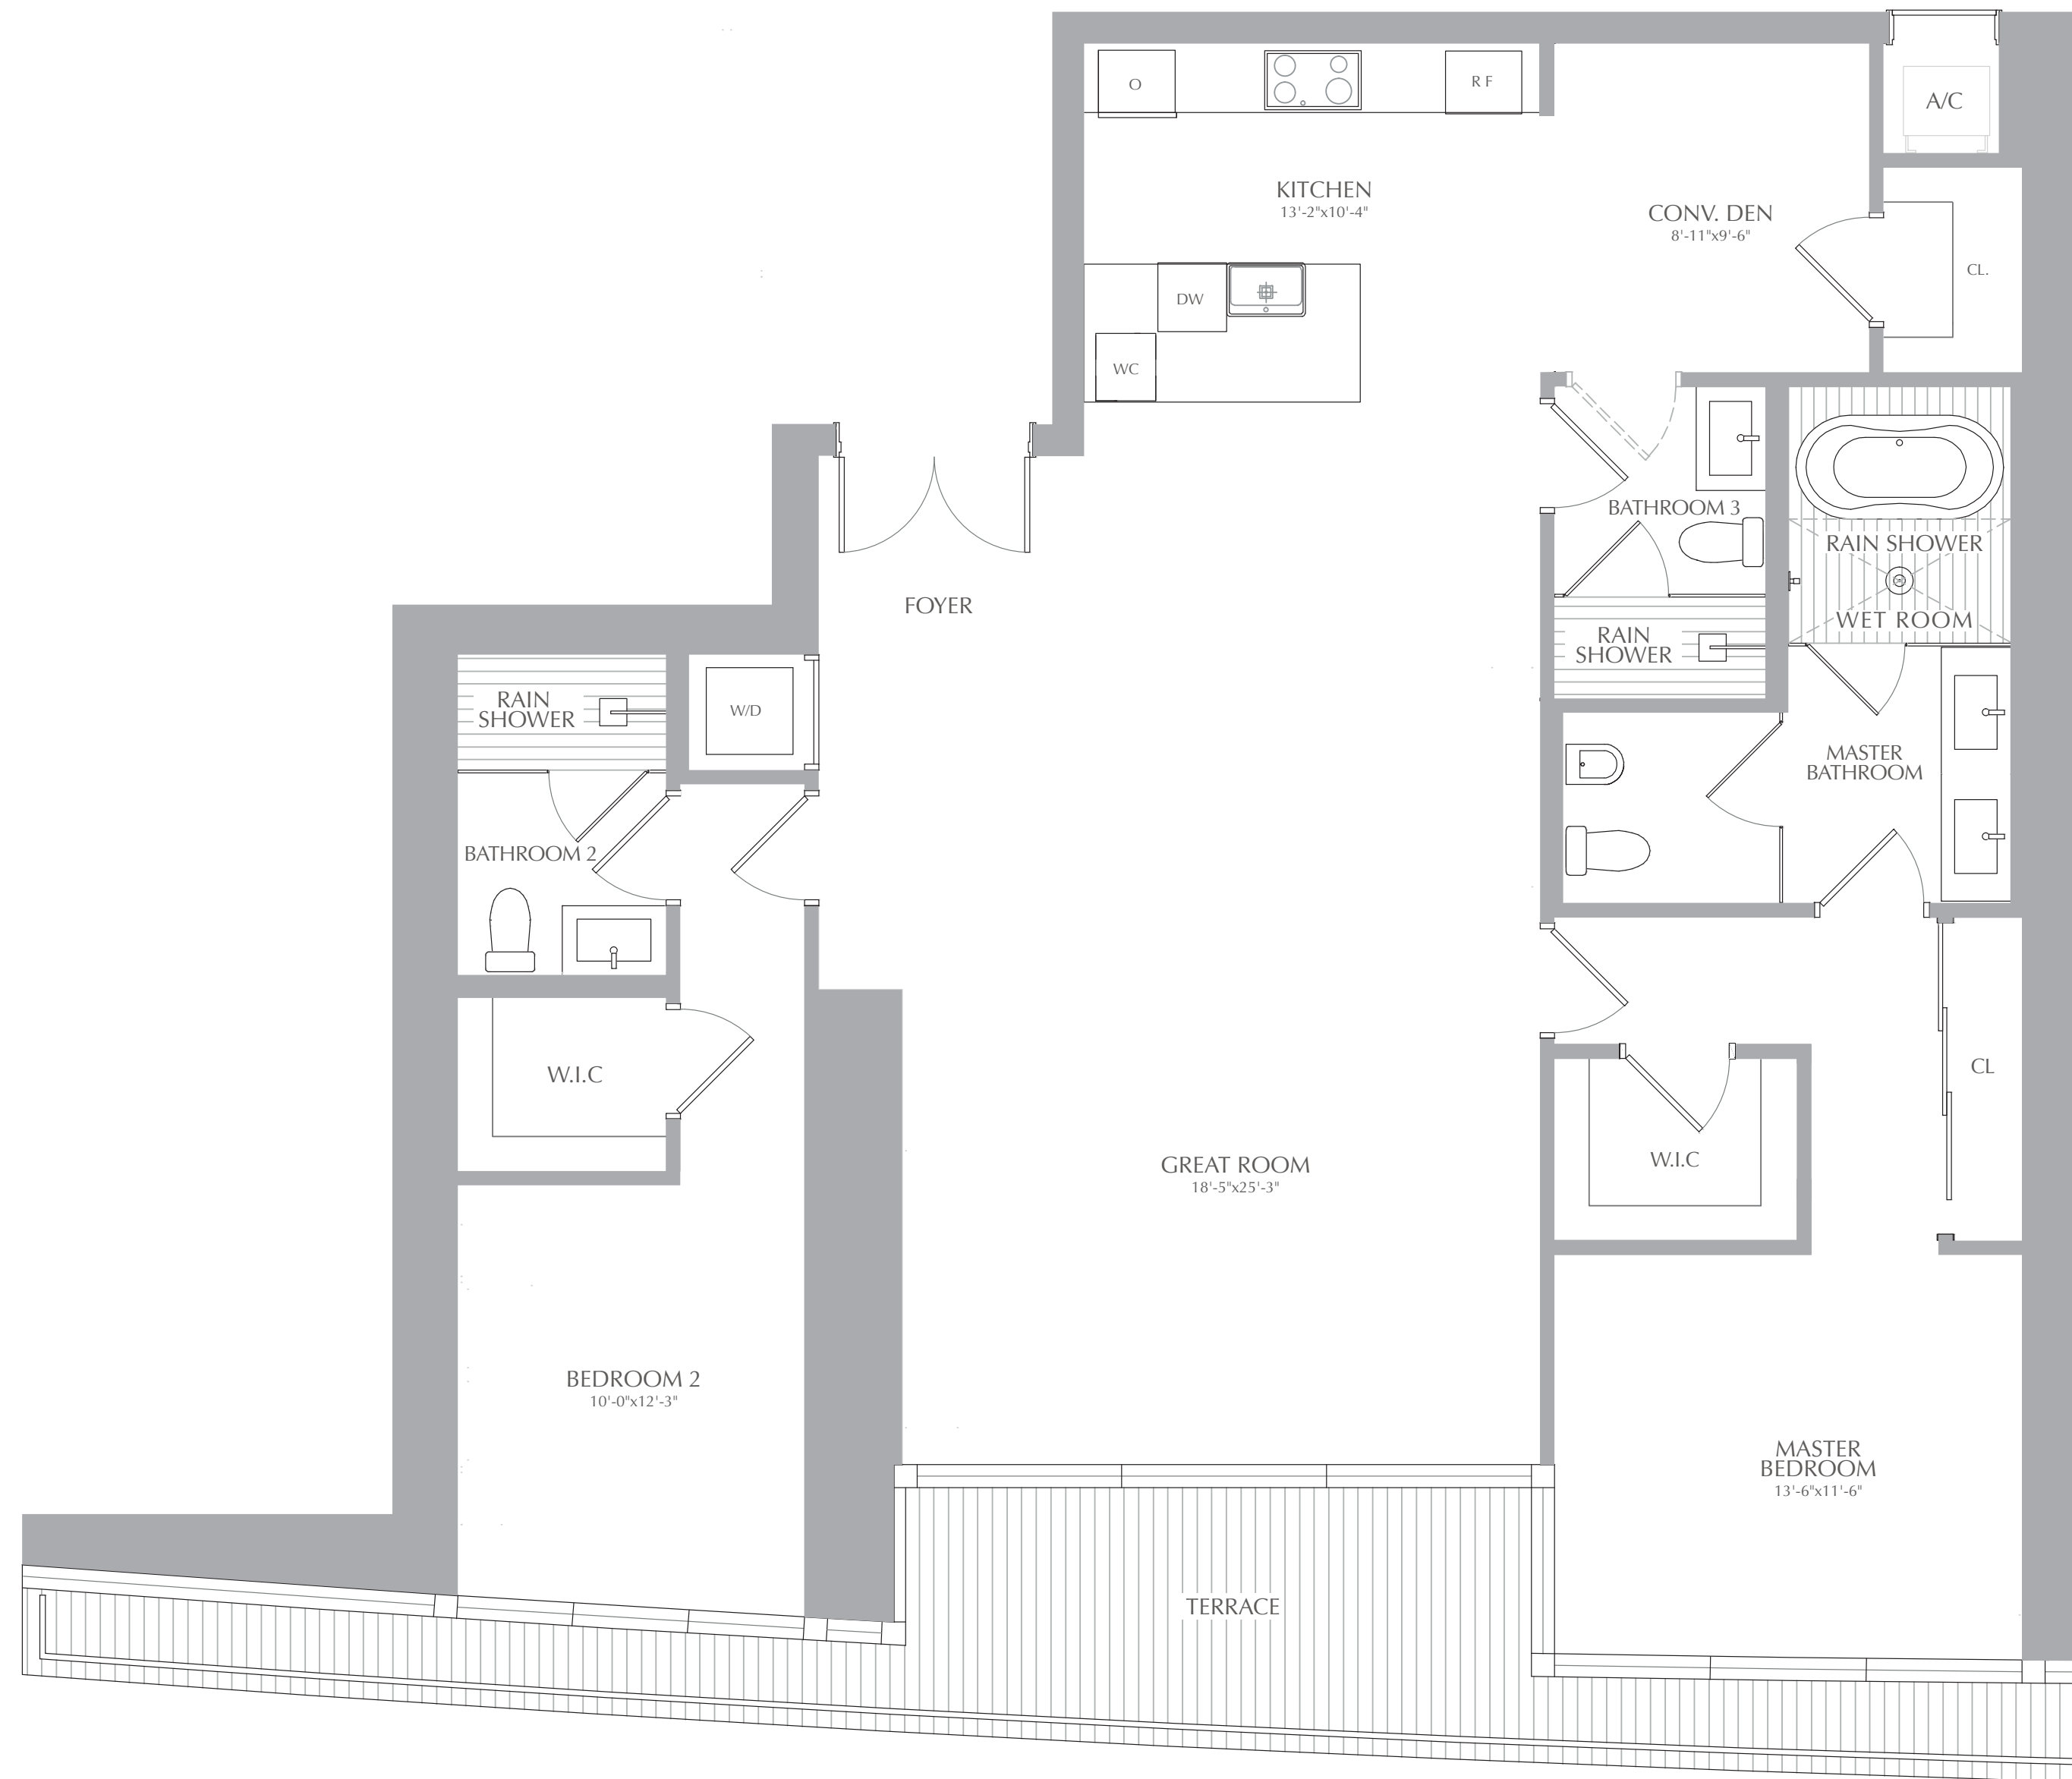 O
R F
A/C
KITCHEN
13'-2"x10'-4"
CONV. DEN
8'-11"x9'-6"
CL.
DW
WC
BATHROOM 3
RAIN SHOWER
WET ROOM
FOYER
RAIN
SHOWER
RAIN
SHOWER
W/D
MASTER
BATHROOM
BATHROOM 2
W.I.C
CL
GREAT ROOM
18'-5"x25'-3"
W.I.C
BEDROOM 2
10'-0"x12'-3"
MASTER
BEDROOM
13'-6"x11'-6"
TERRACE